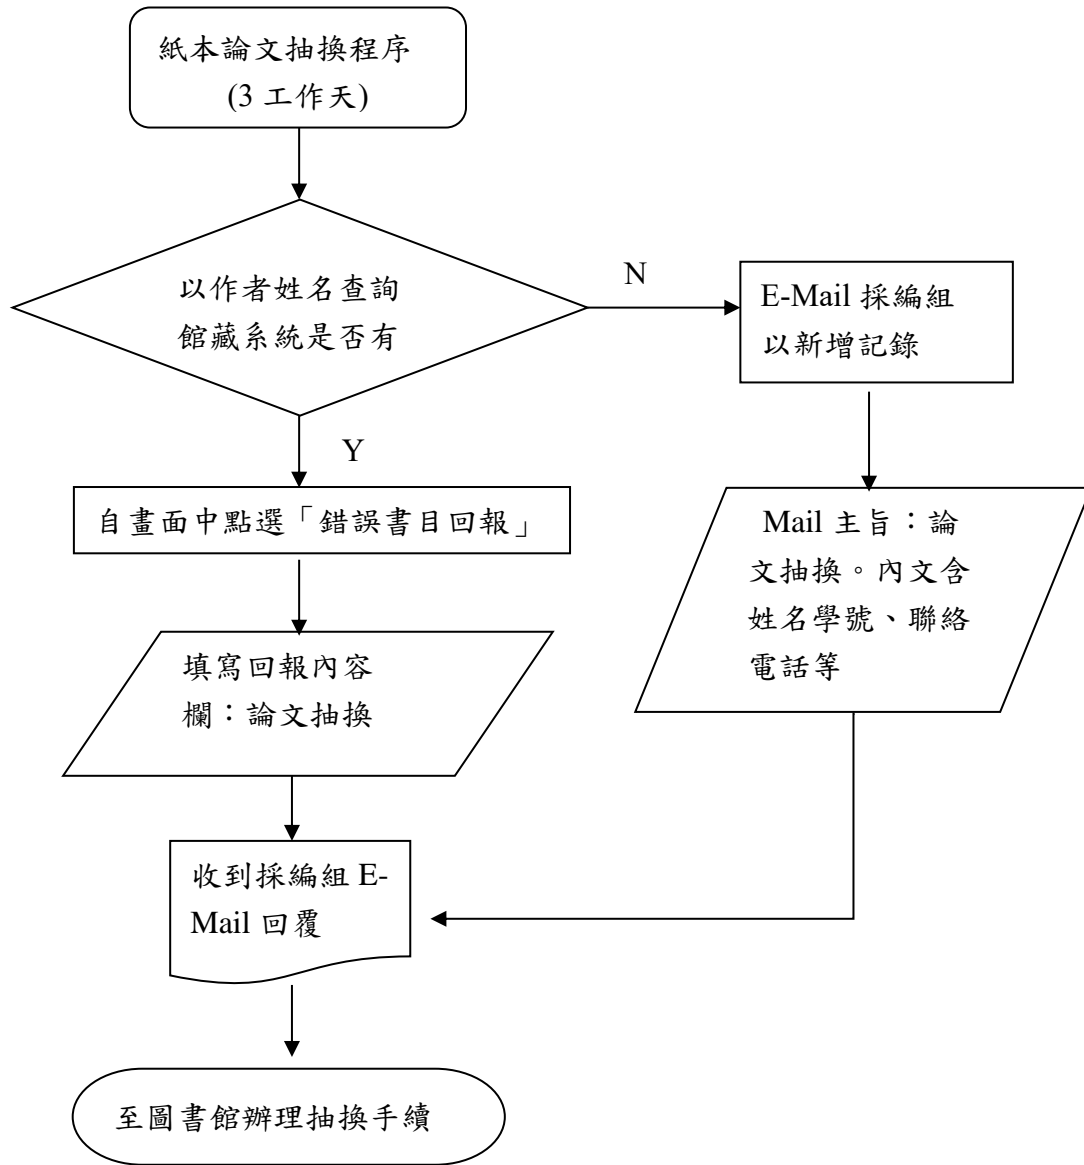 紙本論文抽換程序
(3 工作天)
以作者姓名查詢
館藏系統是否有
N
E-Mail 採編組
以新增記錄
Y
自畫面中點選「錯誤書目回報」
Mail 主旨：論
文抽換。內文含
姓名學號、聯絡
電話等
填寫回報內容
欄：論文抽換
收到採編組 E-
Mail 回覆
至圖書館辦理抽換手續